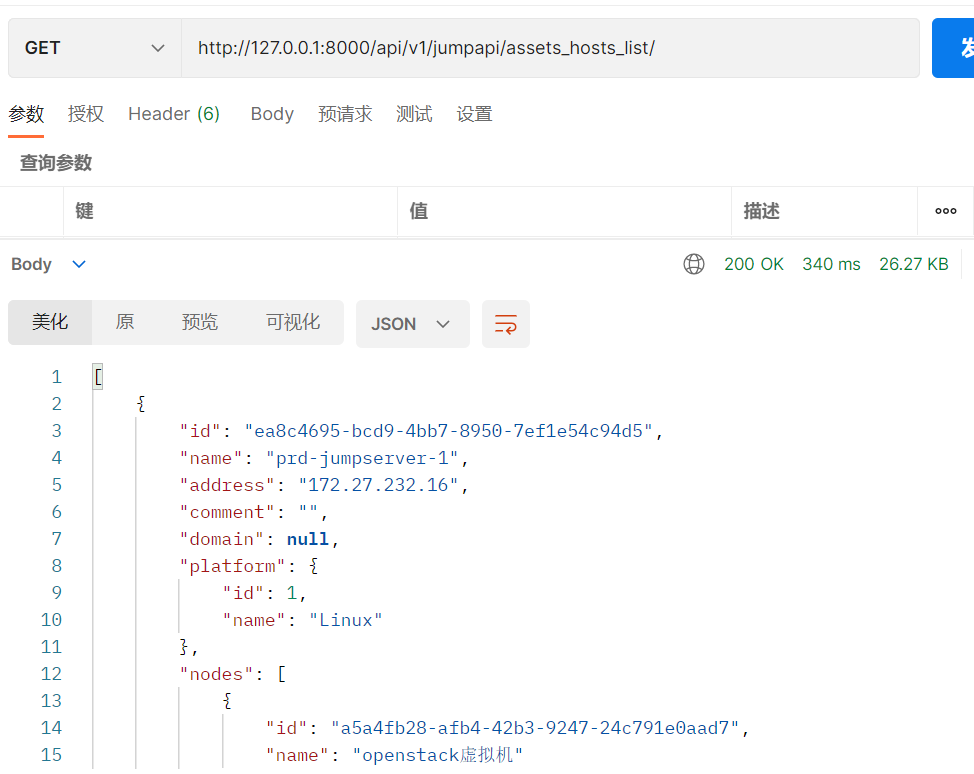 GET http://127.0.0.1:8000/api/v1/jumpapi/assets_hosts_list/
参数 授权 Header (6) Body 预请求 测试 设置
查询参数
键 值 描述
Body 200 OK 340 ms 26.27 KB
美化 原 预览 可视化 JSON
1 [
2 {
3 "id": "ea8c4695-bcd9-4bb7-8950-7ef1e54c94d5",
4 "name": "prd-jumpserver-1",
5 "address": "172.27.232.16",
6 "comment": "",
7 "domain": null,
8 "platform": {
9 "id": 1,
10 "name": "Linux"
11 },
12 "nodes": [
13 {
14 "id": "a5a4fb28-afb4-42b3-9247-24c791e0aad7",
15 "name": "openstack虚拟机"